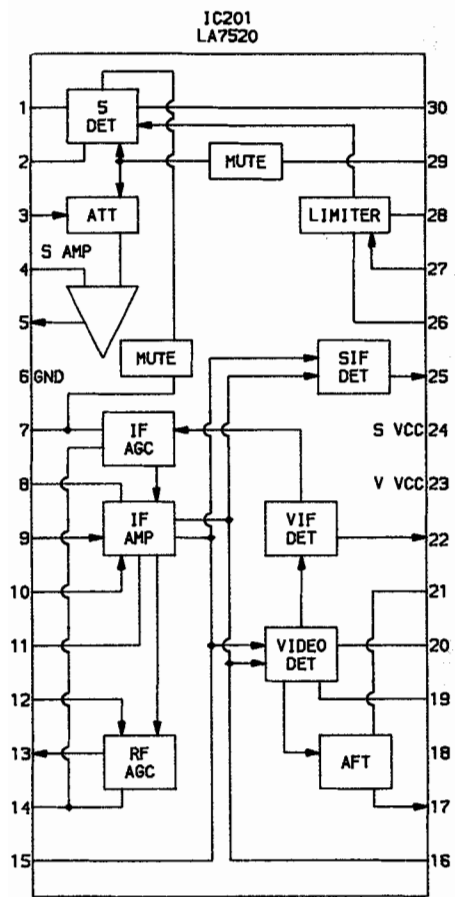 IC201
LA7520
1
S
DET
30
2
MUTE
29
3
ATT
LIMITER
28
4
S AMP
27
5
26
MUTE
SIF
DET
6 GND
25
7
IF
AGC
S VCC 24
8
V VCC 23
9
IF
AMP
VIF
DET
22
10
21
11
VIDEO
DET
20
12
19
13
RF
AGC
AFT
18
14
17
15
16